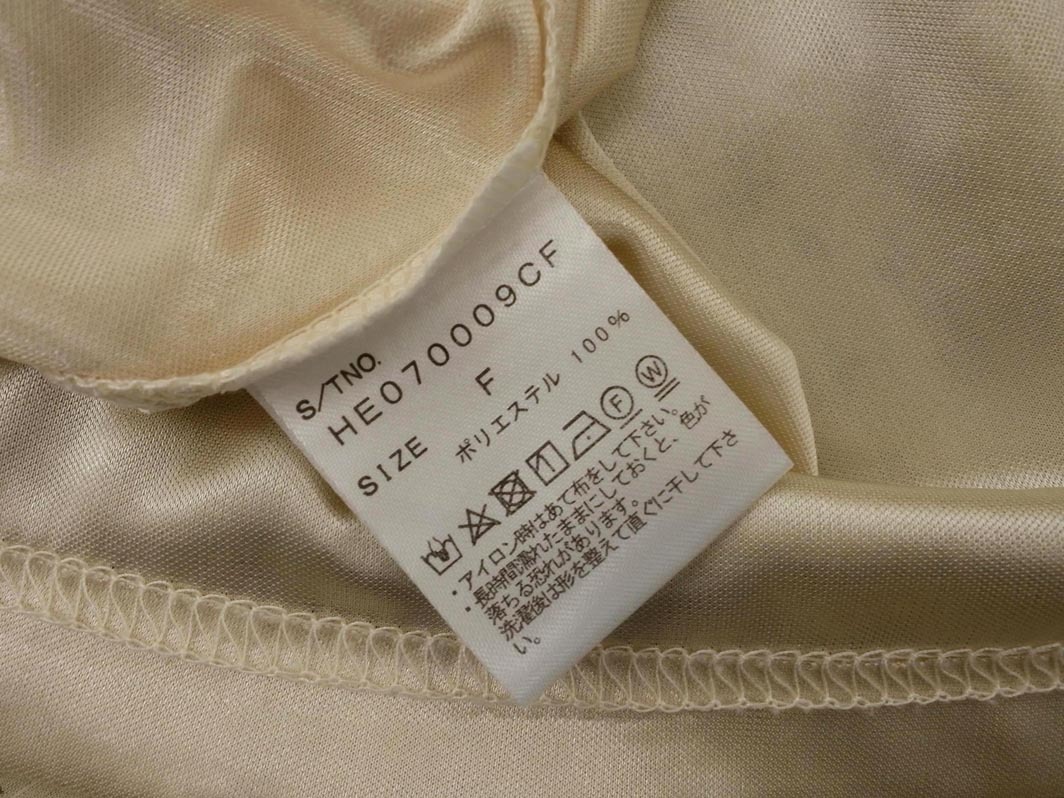 S/TNO.
HE070009CF
SIZE F
ポリエステル 100%
F W
・アイロン時はあて布をして下さい。
・長時間濡れたままにしておくと、色が
落ちる恐れがあります。
洗濯後は形を整えて直ぐに干して下さ
い。